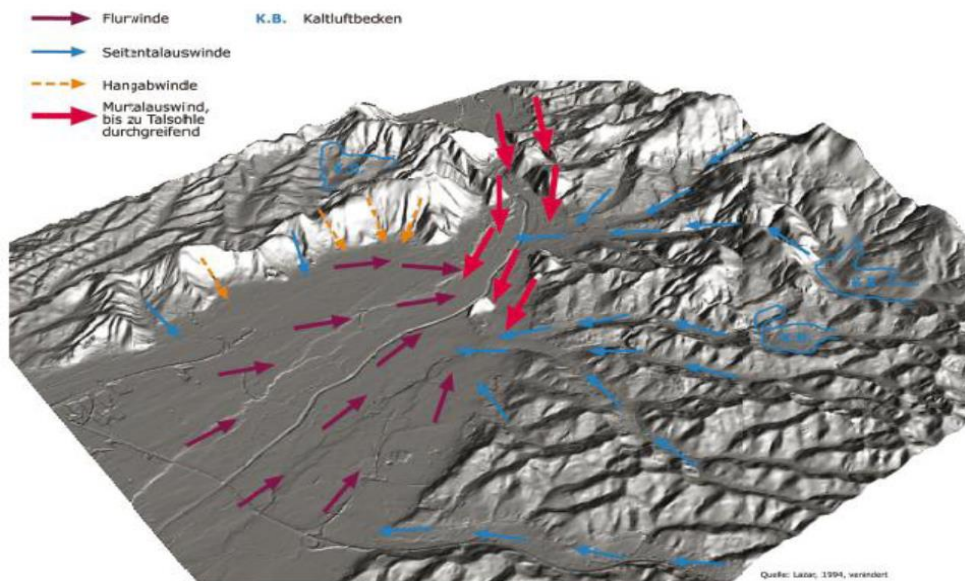 Flurwinde
K.B. Kaltluftbecken
Seitentalauswinde
Hangabwinde
Murtalauswind,
bis zu Talsohle
durchgreifend
K.B.
K.B.
K.B.
Quelle: Lazar, 1994, verändert